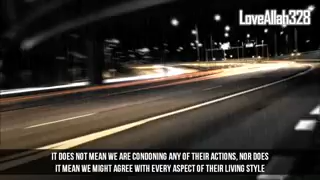 LoveAllah328
IT DOES NOT MEAN WE ARE CONDONING ANY OF THEIR ACTIONS, NOR DOES
IT MEAN WE MIGHT AGREE WITH EVERY ASPECT OF THEIR LIVING STYLE